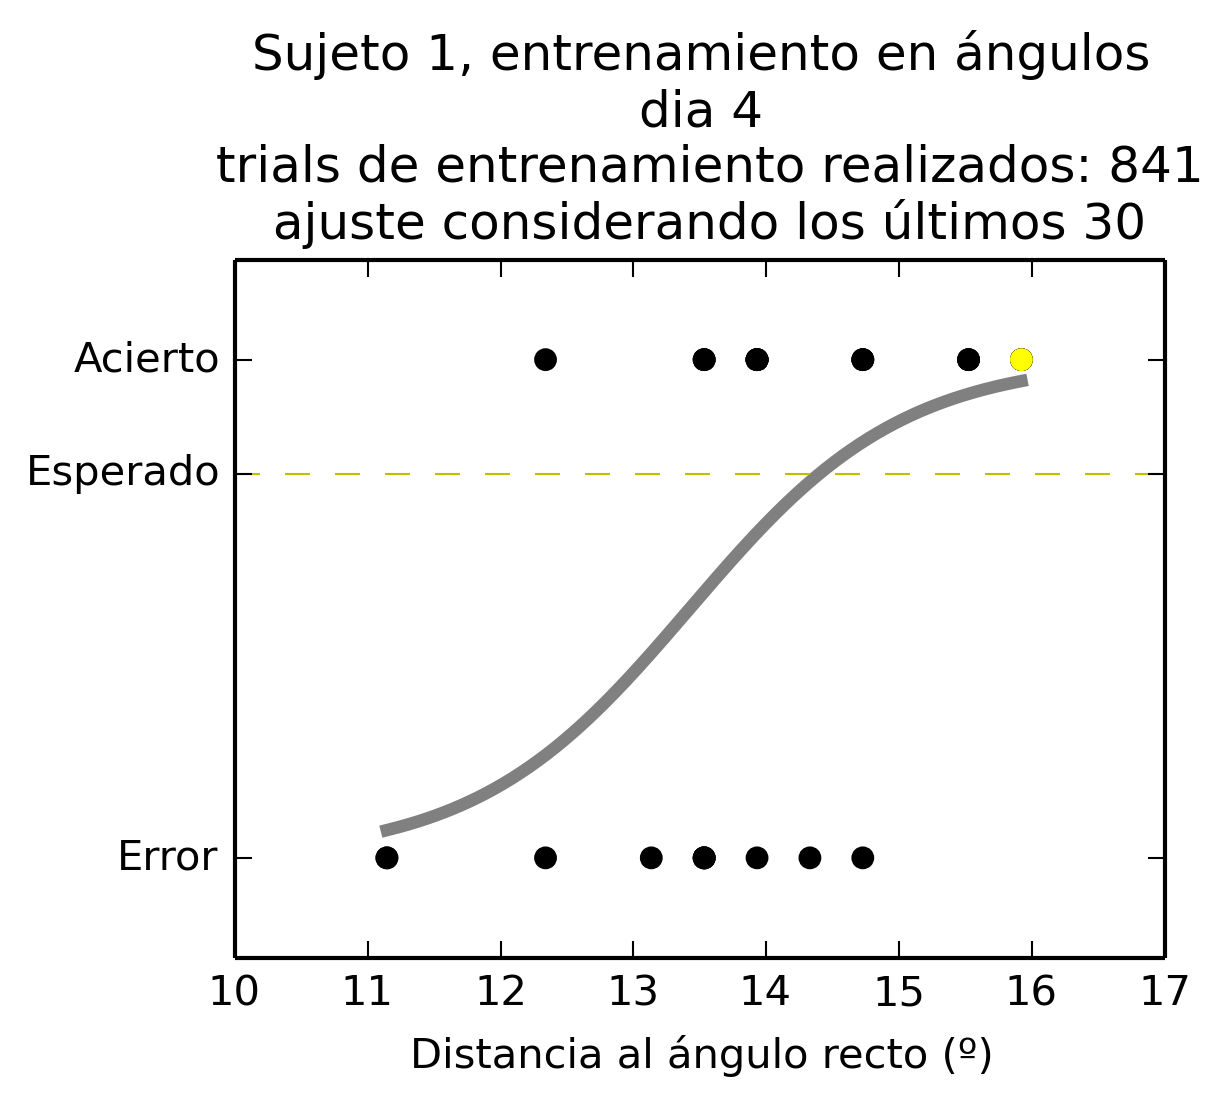 Sujeto 1, entrenamiento en ángulos
dia 4
trials de entrenamiento realizados: 841
ajuste considerando los últimos 30
Acierto
Esperado
Error
10 11 12 13 14 15 16 17
Distancia al ángulo recto (º)